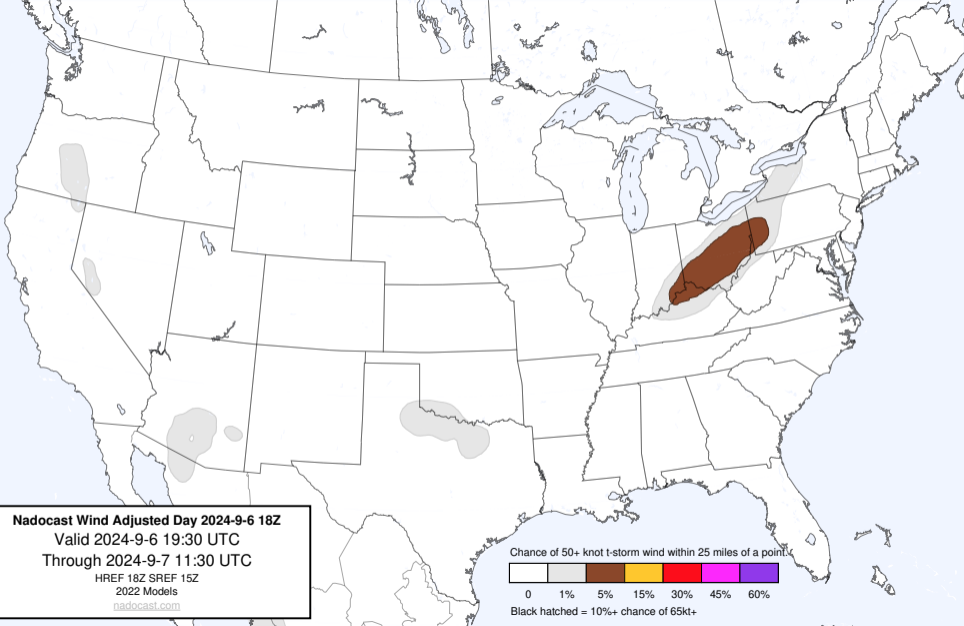 Nadocast Wind Adjusted Day 2024-9-6 18Z
Valid 2024-9-6 19:30 UTC
Through 2024-9-7 11:30 UTC
HREF 18Z SREF 15Z
2022 Models
nadocast.com
Chance of 50+ knot t-storm wind within 25 miles of a point.
0 1% 5% 15% 30% 45% 60%
Black hatched = 10%+ chance of 65kt+